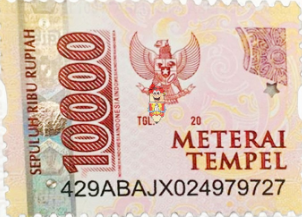 SEPULUH RIBU RUPIAH
10000
TGL. 20
METERAI
TEMPEL
429ABAJX024979727